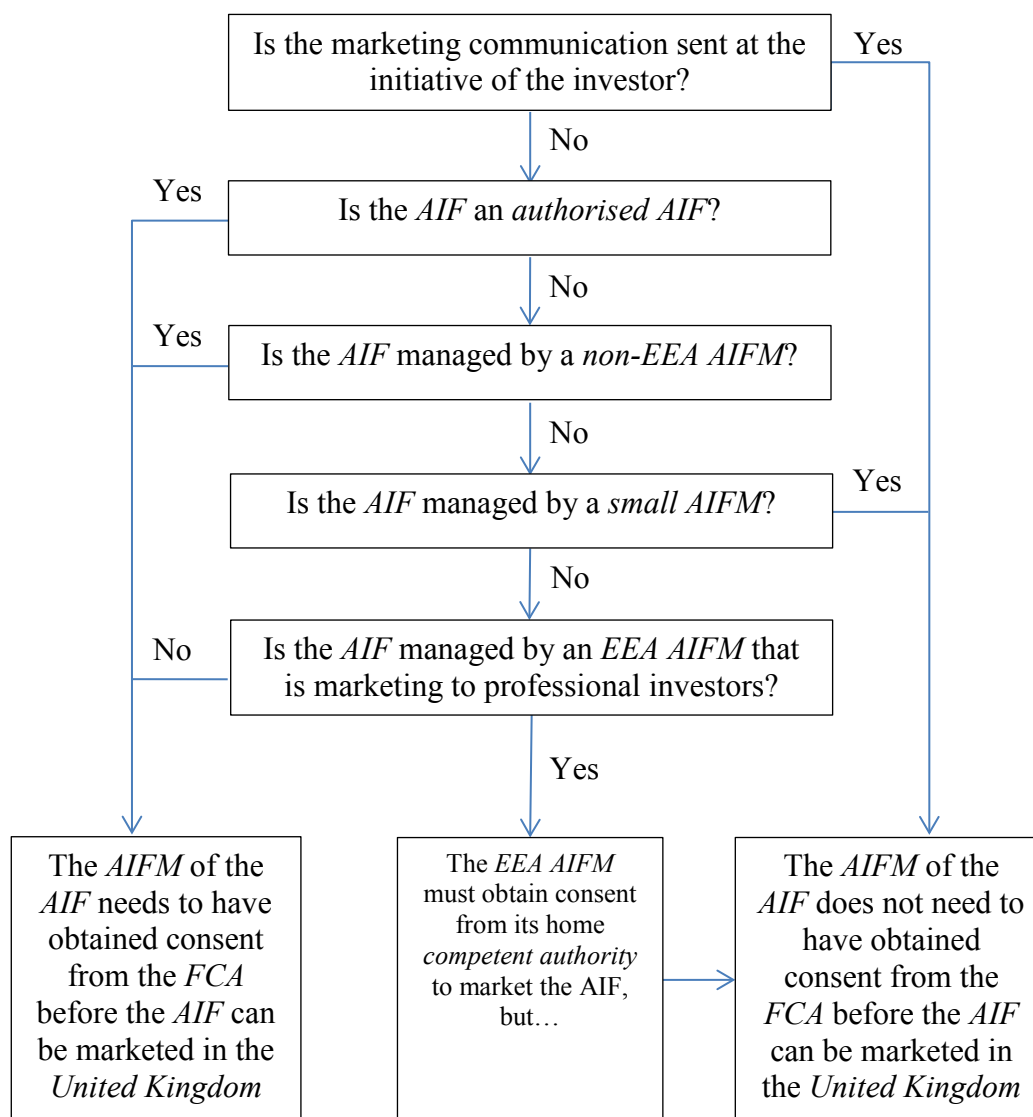 Is the marketing communication sent at the
initiative of the investor?
Yes
No
Yes
Is the AIF an authorised AIF?
No
Yes
Is the AIF managed by a non-EEA AIFM?
No
Is the AIF managed by a small AIFM?
Yes
No
No
Is the AIF managed by an EEA AIFM that
is marketing to professional investors?
Yes
The AIFM of the
AIF needs to have
obtained consent
from the FCA
before the AIF can
be marketed in the
United Kingdom
The EEA AIFM
must obtain consent
from its home
competent authority
to market the AIF,
but…
The AIFM of the
AIF does not need to
have obtained
consent from the
FCA before the AIF
can be marketed in
the United Kingdom